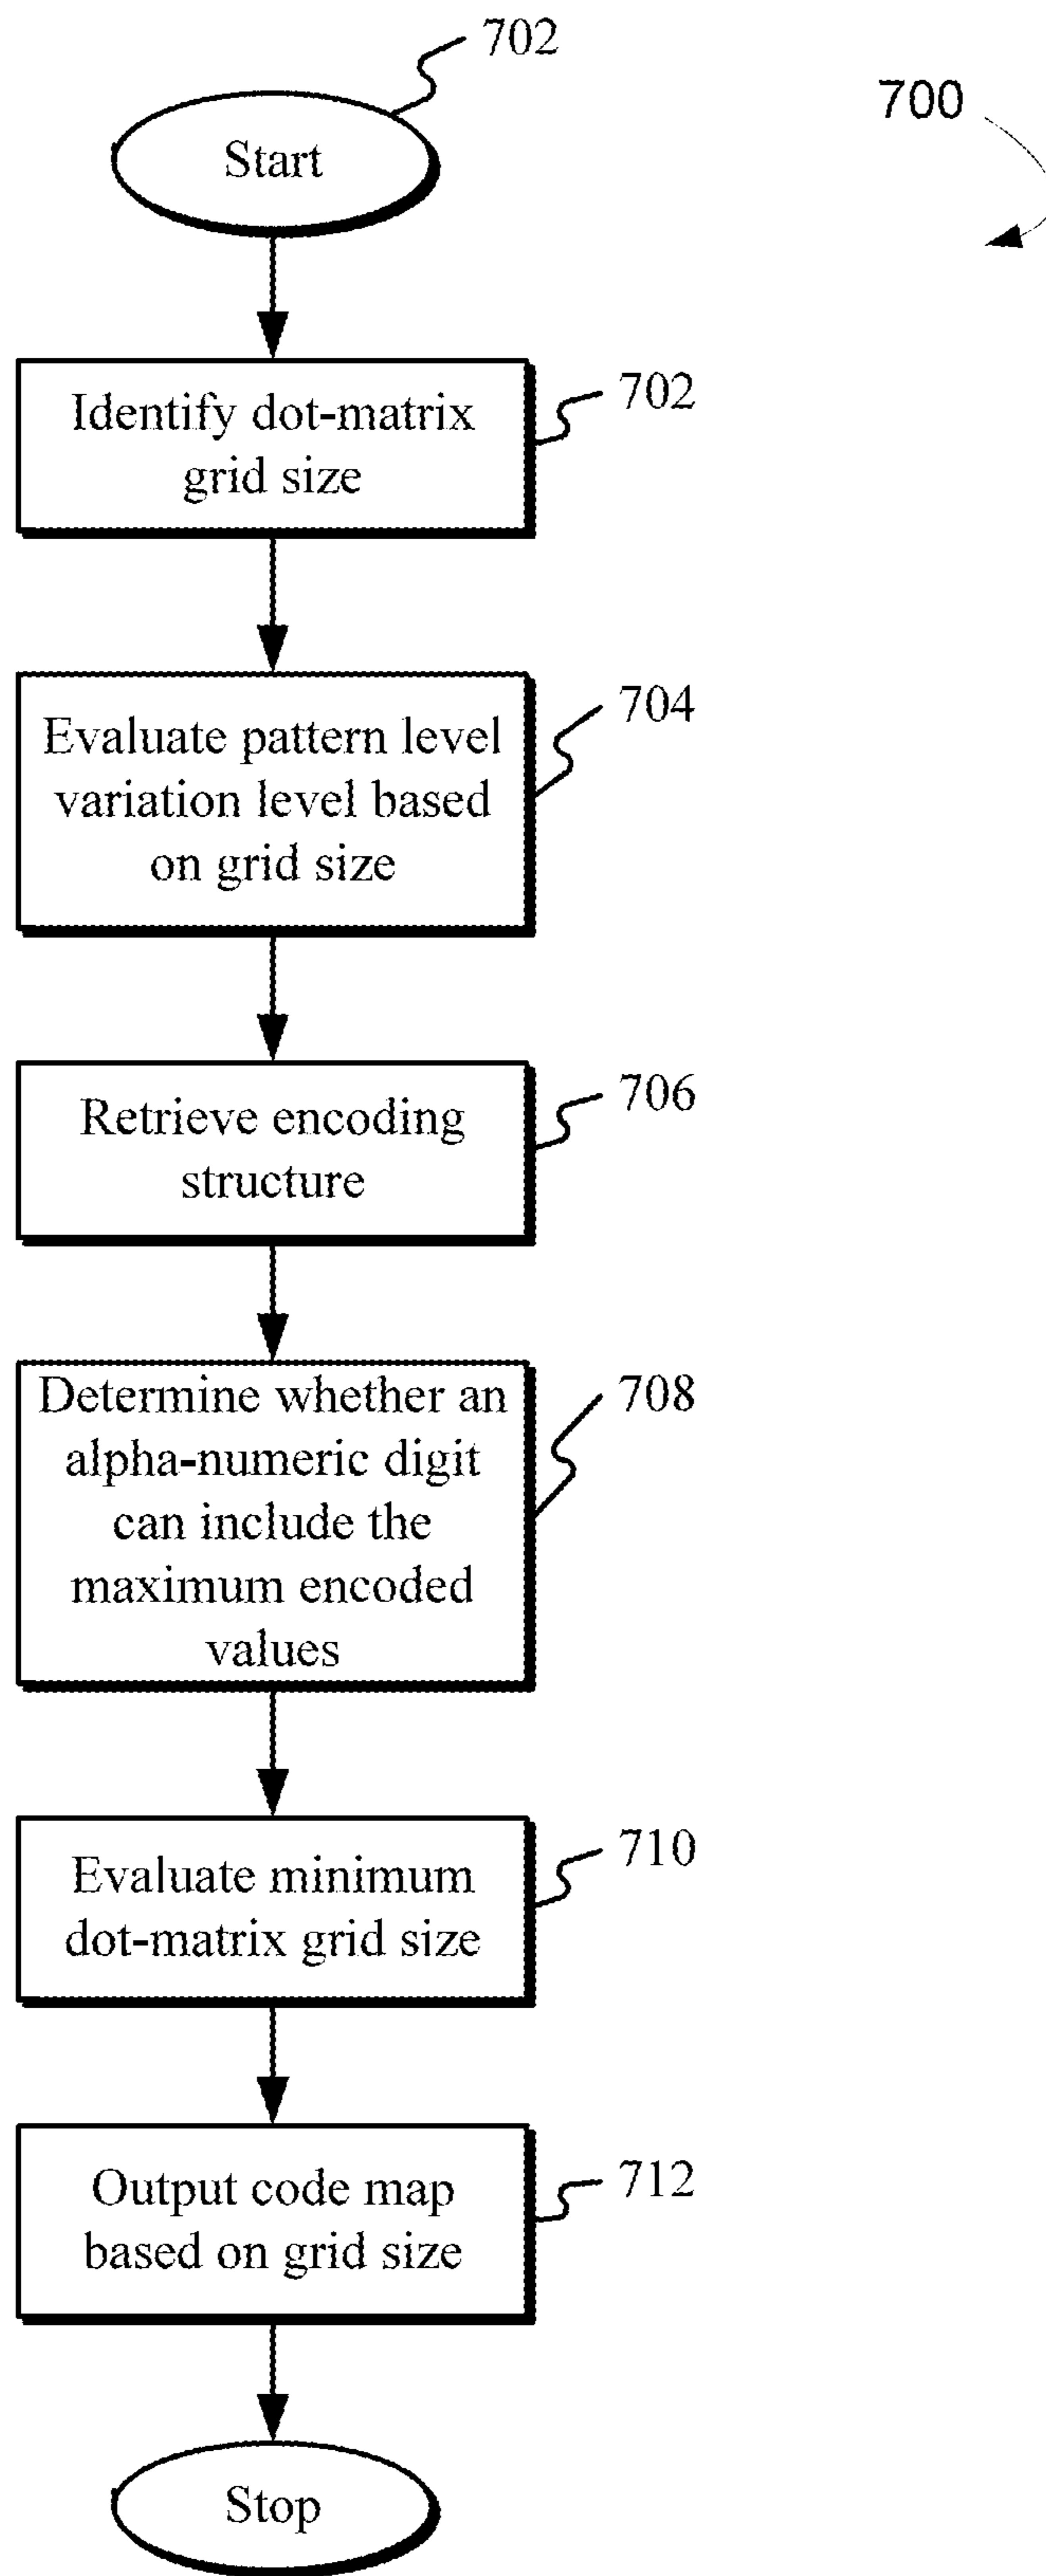 702
700
Start
Identify dot-matrix
grid size
702
Evaluate pattern level
variation level based
on grid size
704
Retrieve encoding
structure
706
Determine whether an
alpha-numeric digit
can include the
maximum encoded
values
708
Evaluate minimum
dot-matrix grid size
710
Output code map
based on grid size
712
Stop